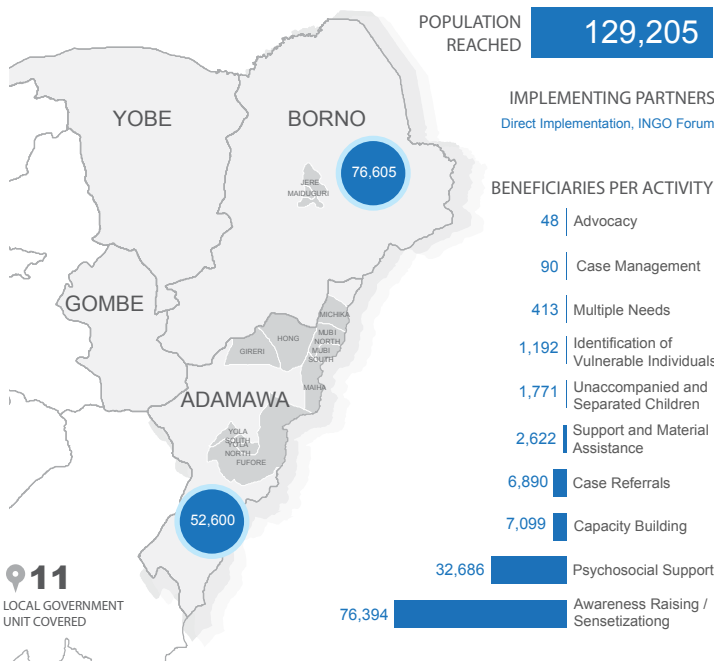 POPULATION
REACHED
129,205
IMPLEMENTING PARTNERS
Direct Implementation, INGO Forum
YOBE
BORNO
76,605
JERE
MAIDUGURI
GOMBE
MICHIKA
MUBI
NORTH
MUBI
SOUTH
HONG
GIRERI
MAIHA
ADAMAWA
YOLA
SOUTH
YOLA
NORTH
FUFORE
52,600
11
LOCAL GOVERNMENT
UNIT COVERED
BENEFICIARIES PER ACTIVITY
48 Advocacy
90 Case Management
413 Multiple Needs
1,192 Identification of
Vulnerable Individuals
1,771 Unaccompanied and
Separated Children
2,622 Support and Material
Assistance
6,890 Case Referrals
7,099 Capacity Building
32,686 Psychosocial Support
76,394 Awareness Raising /
Sensetizationg